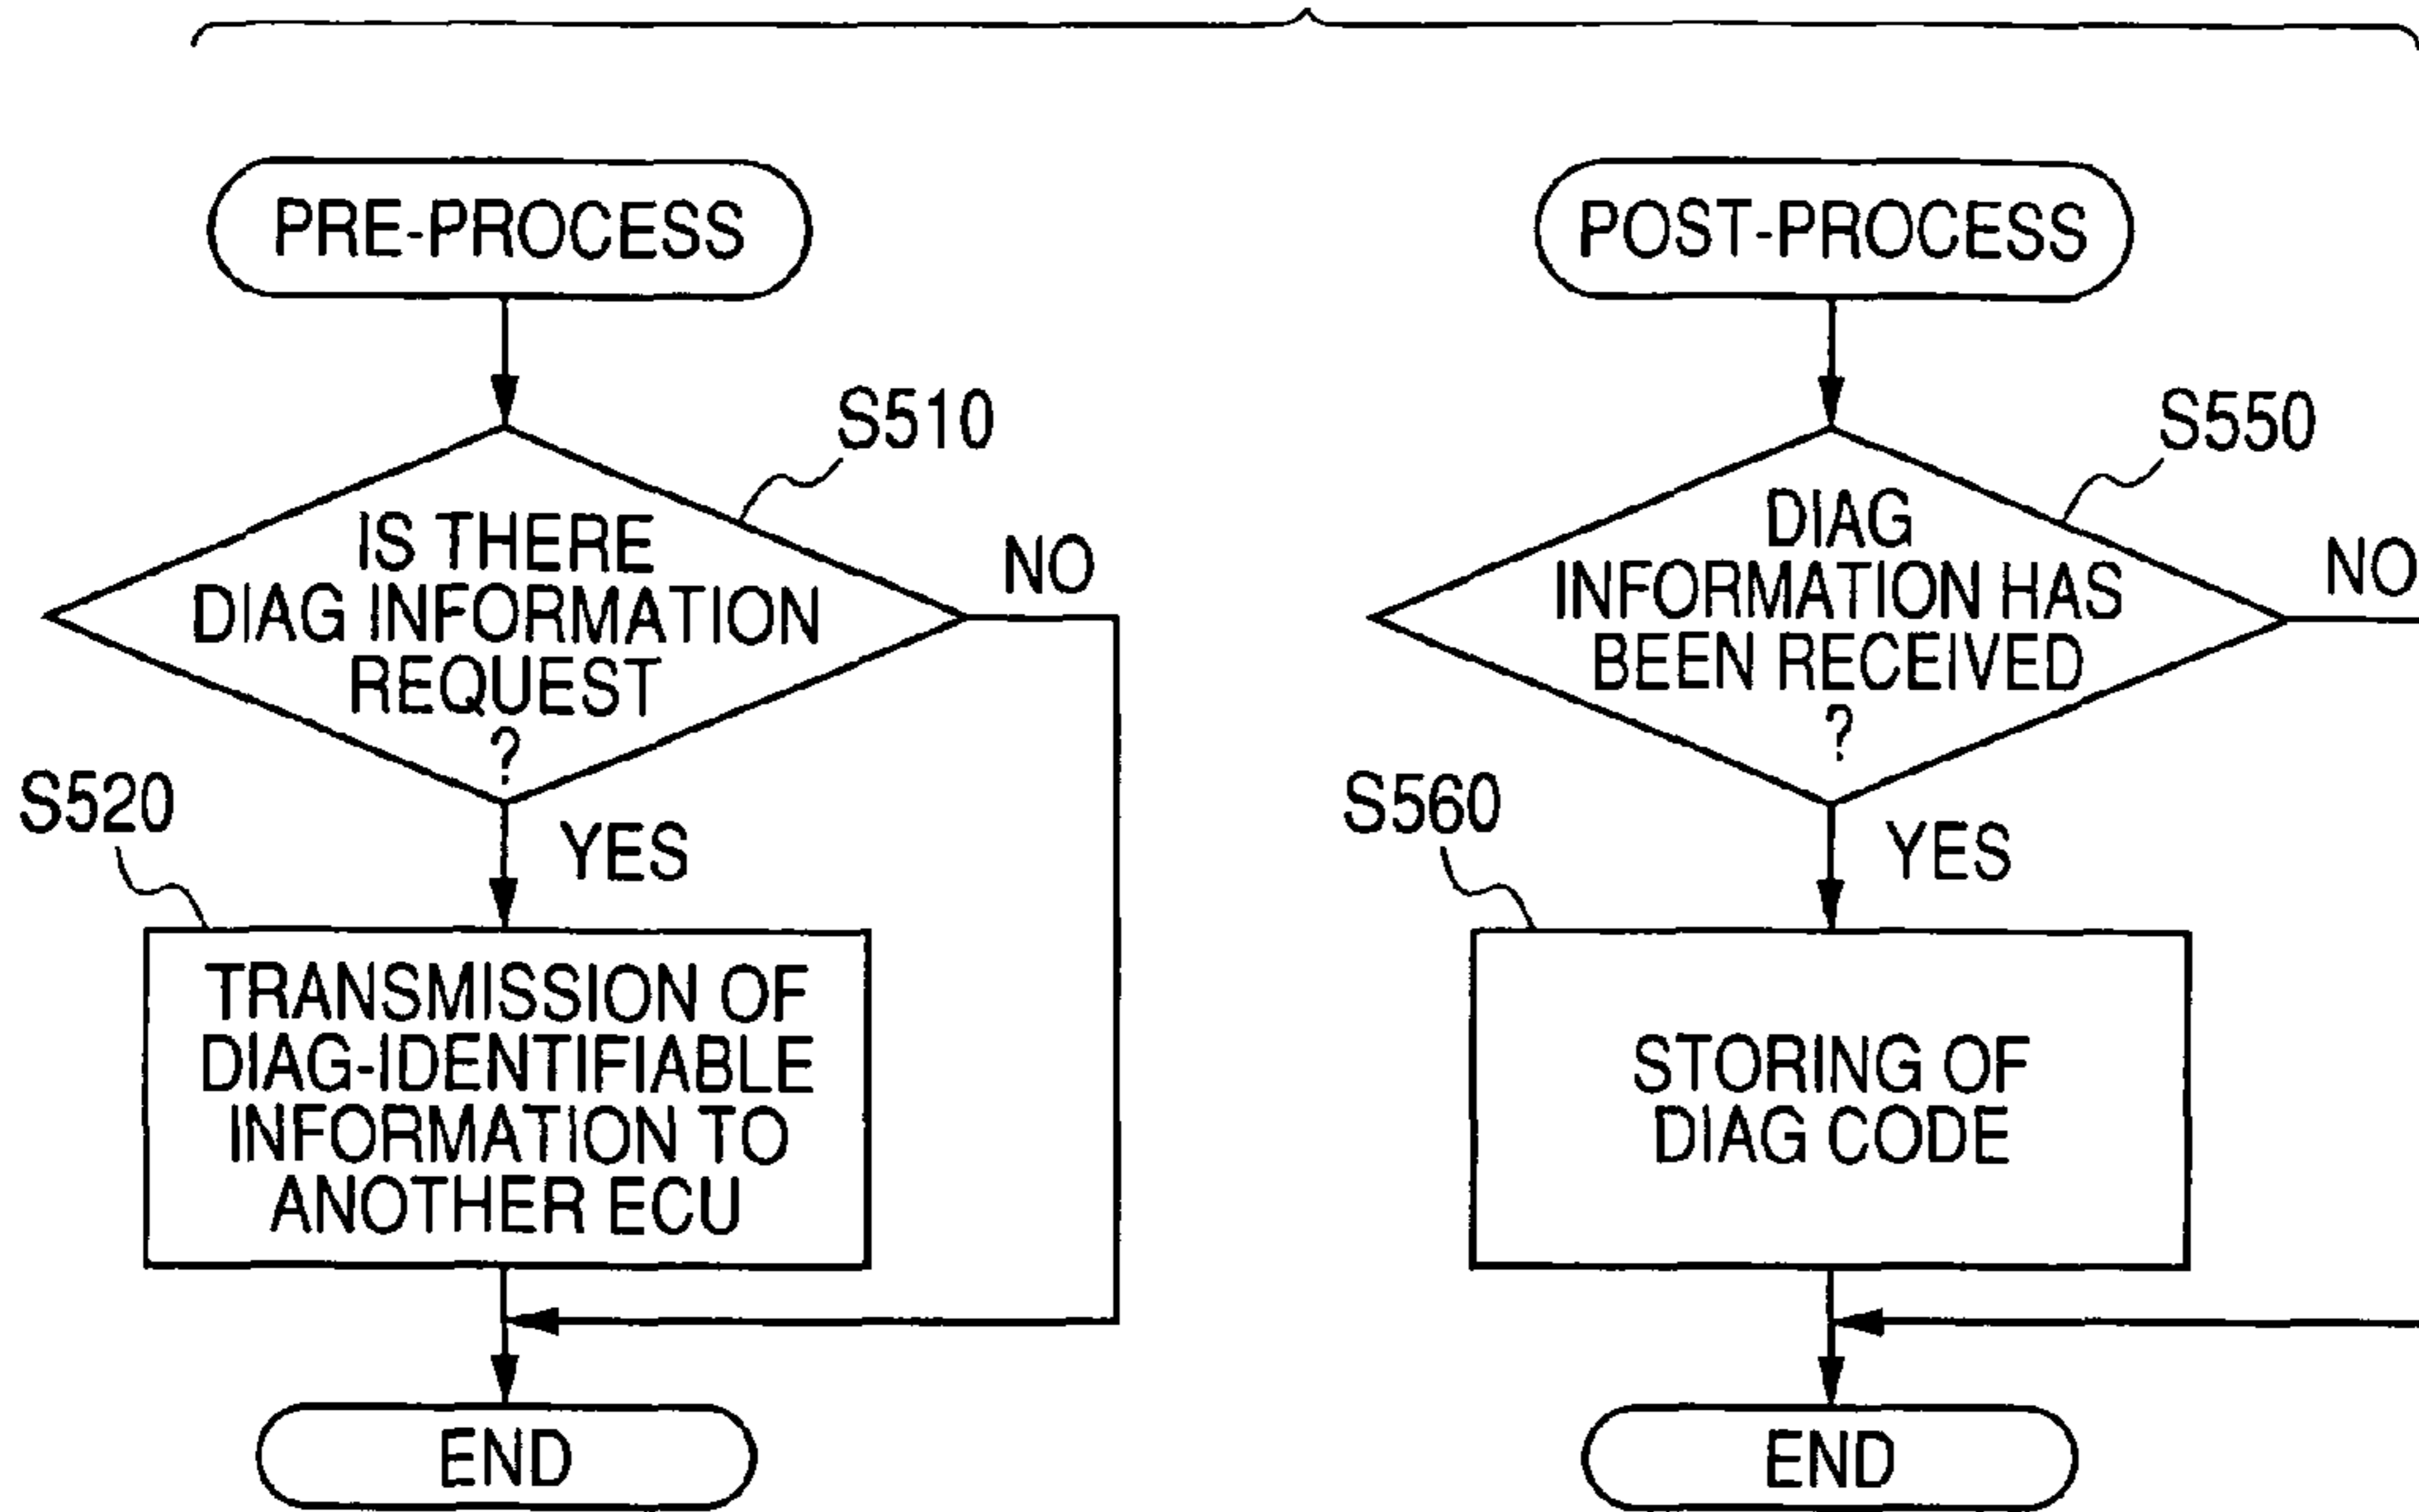 PRE-PROCESS
S510
IS THERE
DIAG INFORMATION
REQUEST
?
NO
YES
S520
TRANSMISSION OF
DIAG-IDENTIFIABLE
INFORMATION TO
ANOTHER ECU
END
POST-PROCESS
S550
DIAG
INFORMATION HAS
BEEN RECEIVED
?
NO
YES
S560
STORING OF
DIAG CODE
END